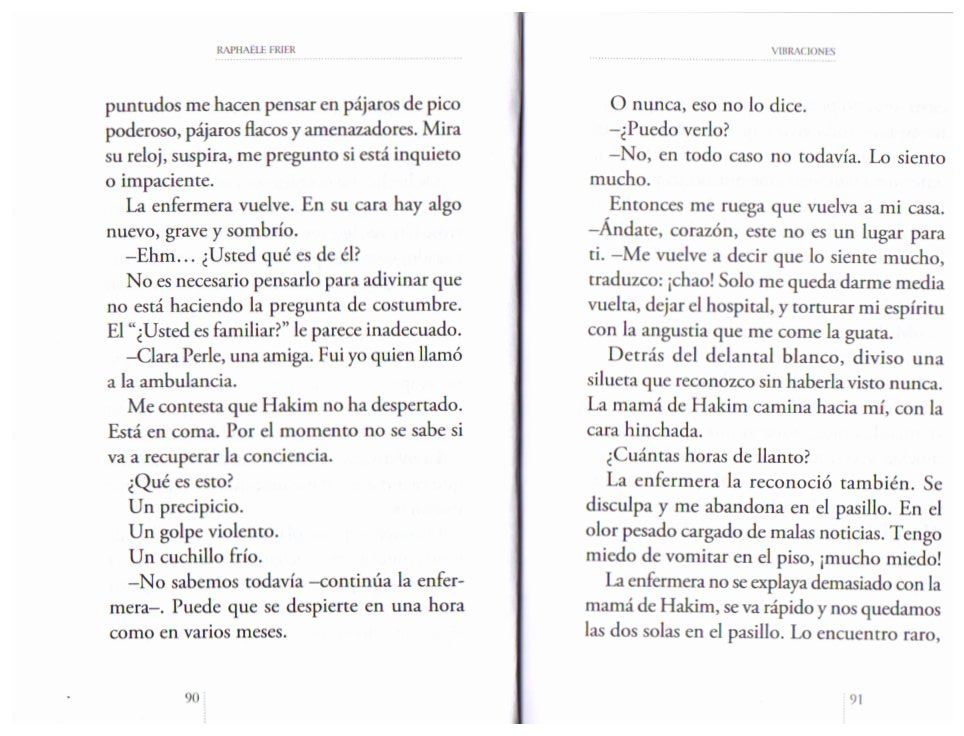 RAPHAËLE FRIER
puntudos me hacen pensar en pájaros de pico
poderoso, pájaros flacos y amenazadores. Mira
su reloj, suspira, me pregunto si está inquieto
o impaciente.
La enfermera vuelve. En su cara hay algo
nuevo, grave y sombrío.
–Ehm… ¿Usted qué es de él?
No es necesario pensarlo para adivinar que
no está haciendo la pregunta de costumbre.
El “¿Usted es familiar?” le parece inadecuado.
–Clara Perle, una amiga. Fui yo quien llamó
a la ambulancia.
Me contesta que Hakim no ha despertado.
Está en coma. Por el momento no se sabe si
va a recuperar la conciencia.
¿Qué es esto?
Un precipicio.
Un golpe violento.
Un cuchillo frío.
–No sabemos todavía –continúa la enfer-
mera–. Puede que se despierte en una hora
como en varios meses.
90
VIBRACIONES
O nunca, eso no lo dice.
–¿Puedo verlo?
–No, en todo caso no todavía. Lo siento
mucho.
Entonces me ruega que vuelva a mi casa.
–Ándate, corazón, este no es un lugar para
ti. –Me vuelve a decir que lo siente mucho,
traduzco: ¡chao! Solo me queda darme media
vuelta, dejar el hospital, y torturar mi espíritu
con la angustia que me come la guata.
Detrás del delantal blanco, diviso una
silueta que reconozco sin haberla visto nunca.
La mamá de Hakim camina hacia mí, con la
cara hinchada.
¿Cuántas horas de llanto?
La enfermera la reconoció también. Se
disculpa y me abandona en el pasillo. En el
olor pesado cargado de malas noticias. Tengo
miedo de vomitar en el piso, ¡mucho miedo!
La enfermera no se explaya demasiado con la
mamá de Hakim, se va rápido y nos quedamos
las dos solas en el pasillo. Lo encuentro raro,
91